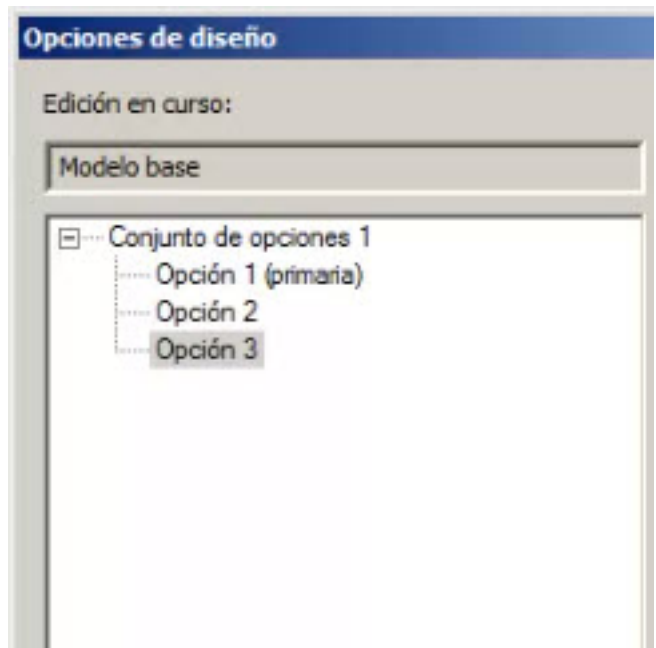 Opciones de diseño
Edición en curso:
Modelo base
Conjunto de opciones 1
Opción 1 (primaria)
Opción 2
Opción 3